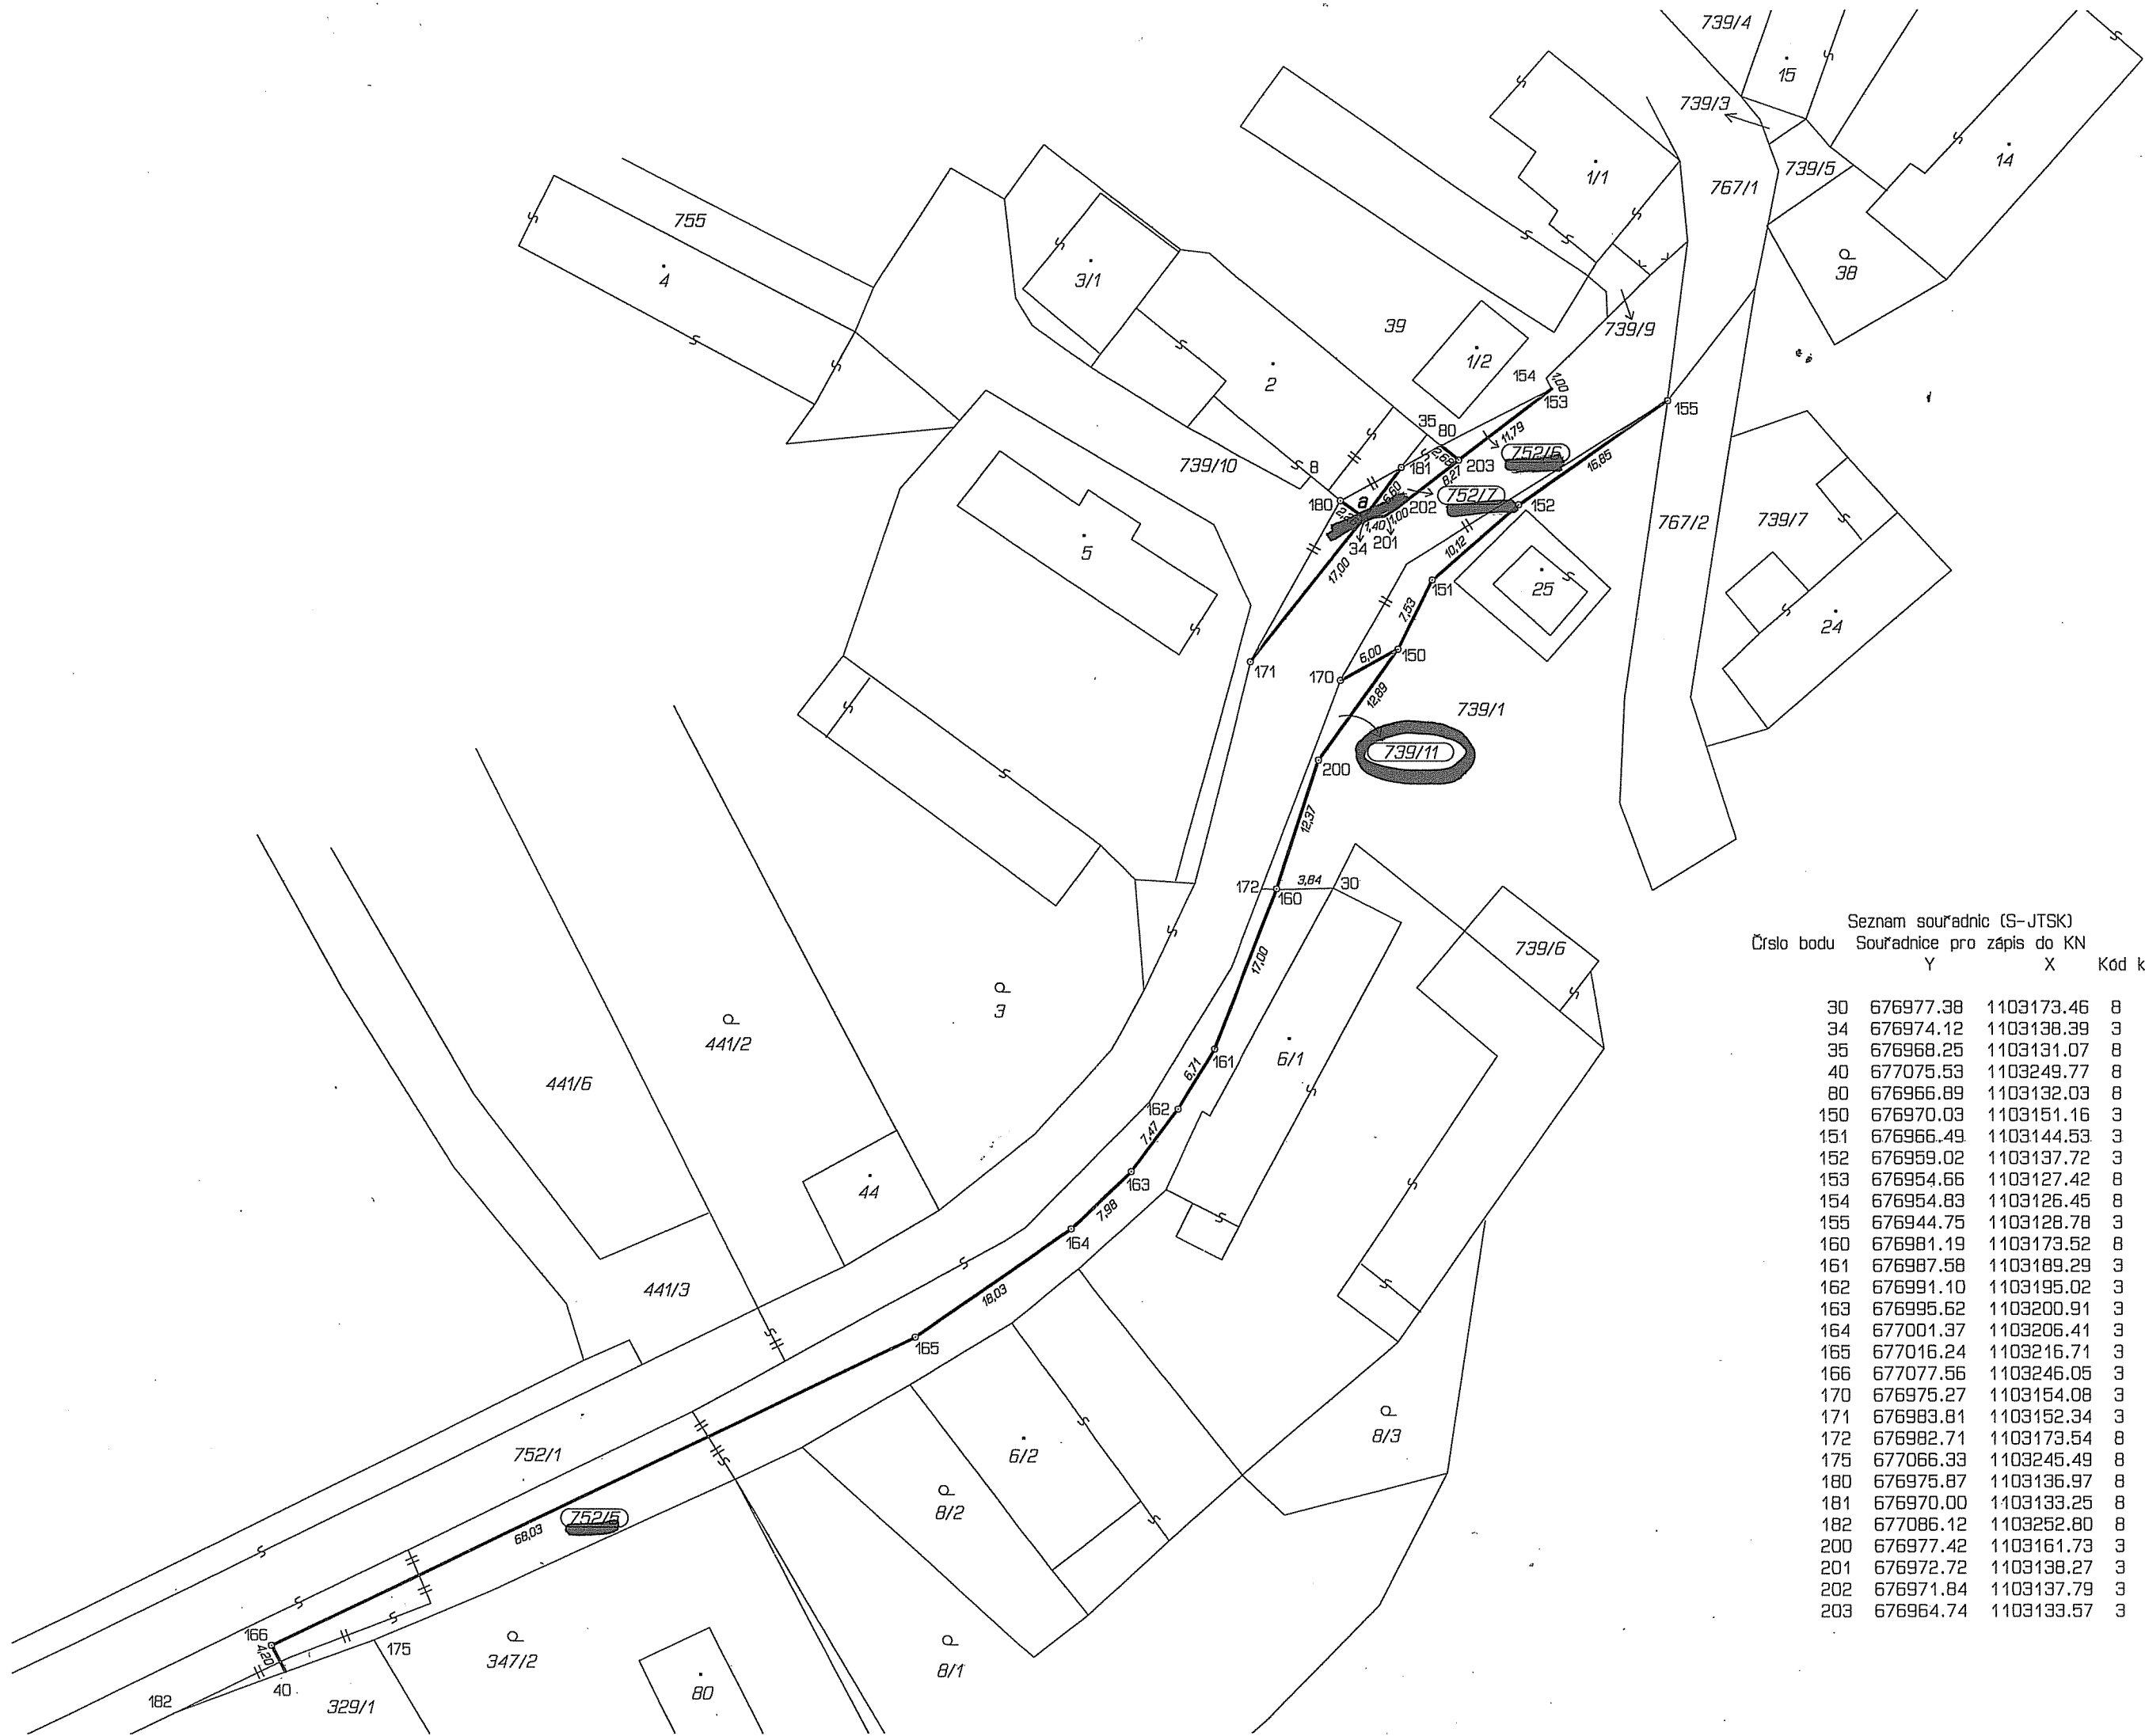 739/4
15
739/3
1/1
14
767/1
739/5
755
4
3/1
38
39
739/9
1/2
2
154
1,00
153
155
35
80
11,79
752/6
8
739/10
181
2,68
203
8,27
16,85
180
a
6,60
752/7
202
152
1,40
1,00
34
201
767/2
739/7
5
10,12
17,00
151
25
7,53
24
150
6,00
171
170
12,89
739/1
739/11
200
12,37
172
3,84
30
160
739/6
17,00
3
441/2
161
6/1
441/6
6,71
162
7,47
163
44
7,98
164
441/3
18,03
165
8/3
752/1
6/2
8/2
752/5
68,03
166
4,20
175
347/2
8/1
40
182
329/1
80
Seznam souřadnic (S-JTSK)
Číslo bodu Souřadnice pro zápis do KN
Y X Kód k
30 676977.38 1103173.46 8
34 676974.12 1103138.39 3
35 676968.25 1103131.07 8
40 677075.53 1103249.77 8
80 676966.89 1103132.03 8
150 676970.03 1103151.16 3
151 676966.49 1103144.53 3
152 676959.02 1103137.72 3
153 676954.66 1103127.42 8
154 676954.83 1103126.45 8
155 676944.75 1103128.78 3
160 676981.19 1103173.52 8
161 676987.58 1103189.29 3
162 676991.10 1103195.02 3
163 676995.62 1103200.91 3
164 677001.37 1103206.41 3
165 677016.24 1103216.71 3
166 677077.56 1103246.05 3
170 676975.27 1103154.08 3
171 676983.81 1103152.34 3
172 676982.71 1103173.54 8
175 677066.33 1103245.49 8
180 676975.87 1103136.97 8
181 676970.00 1103133.25 8
182 677086.12 1103252.80 8
200 676977.42 1103161.73 3
201 676972.72 1103138.27 3
202 676971.84 1103137.79 3
203 676964.74 1103133.57 3